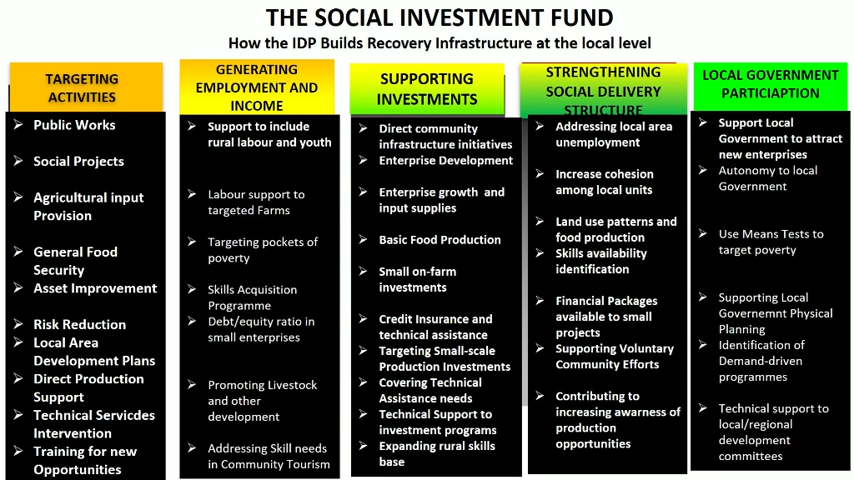 THE SOCIAL INVESTMENT FUND
How the IDP Builds Recovery Infrastructure at the local level
TARGETING
ACTIVITIES
Public Works
Social Projects
Agricultural input
Provision
General Food
Security
Asset Improvement
Risk Reduction
Local Area
Development Plans
Direct Production
Support
Technical Servicdes
Intervention
Training for new
Opportunities
GENERATING
EMPLOYMENT AND
INCOME
Support to include
rural labour and youth
Labour support to
targeted Farms
Targeting pockets of
poverty
Skills Acquisition
Programme
Debt/equity ratio in
small enterprises
Promoting Livestock
and other
development
Addressing Skill needs
in Community Tourism
SUPPORTING
INVESTMENTS
Direct community
infrastructure initiatives
Enterprise Development
Enterprise growth and
input supplies
Basic Food Production
Small on-farm
investments
Credit Insurance and
technical assistance
Targeting Small-scale
Production Investments
Covering Technical
Assistance needs
Technical Support to
investment programs
Expanding rural skills
base
STRENGTHENING
SOCIAL DELIVERY
STRUCTURE
Addressing local area
unemployment
Increase cohesion
among local units
Land use patterns and
food production
Skills availability
identification
Financial Packages
available to small
projects
Supporting Voluntary
Community Efforts
Contributing to
increasing awarness of
production
opportunities
LOCAL GOVERNMENT
PARTICIAPTION
Support Local
Government to attract
new enterprises
Autonomy to local
Government
Use Means Tests to
target poverty
Supporting Local
Governemnt Physical
Planning
Identification of
Demand-driven
programmes
Technical support to
local/regional
development
committees